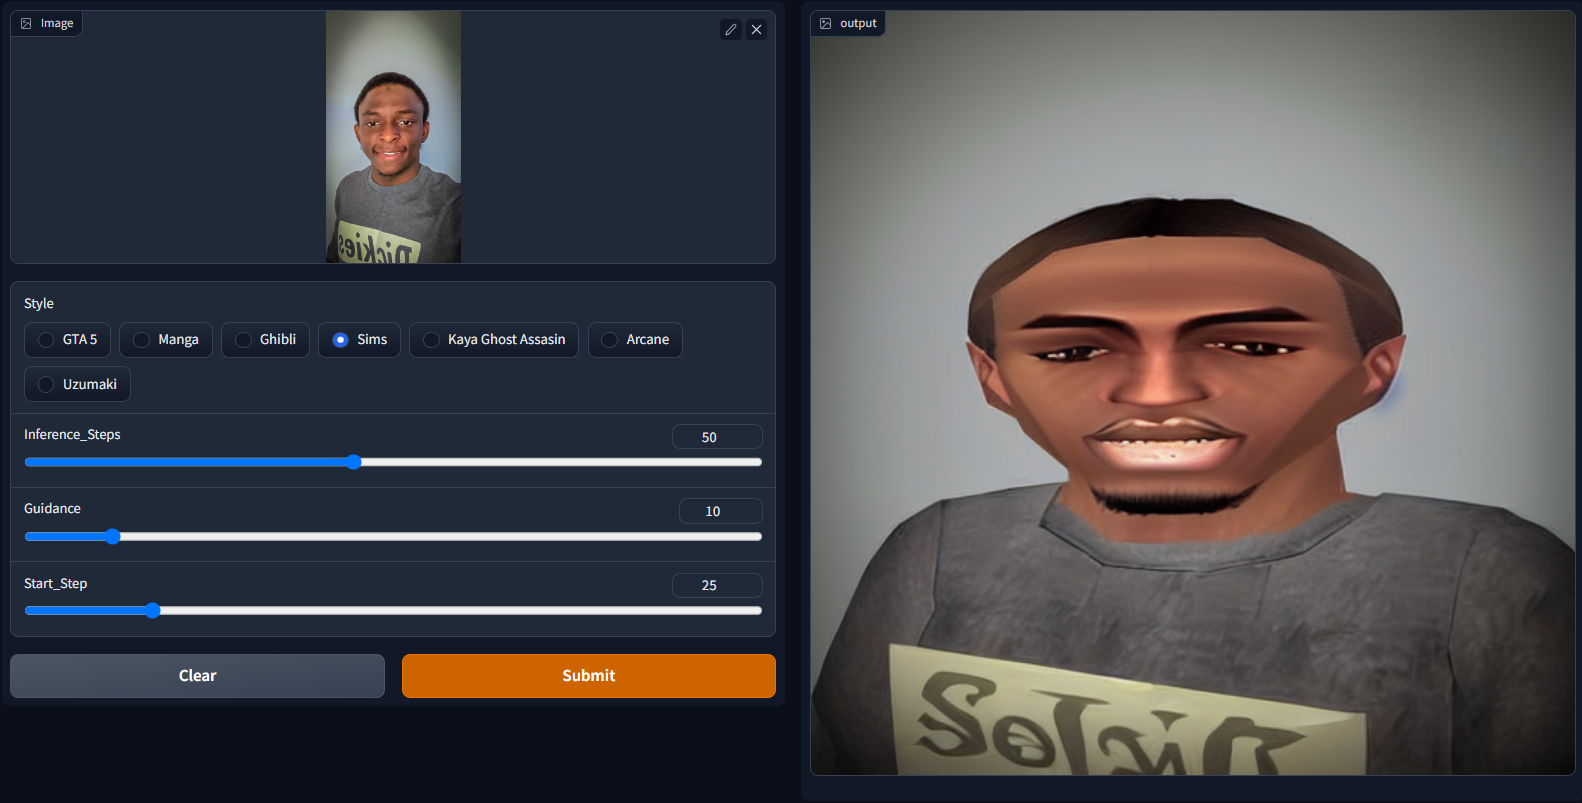 Image
Dickies
Style
GTA 5
Manga
Ghibli
Sims
Kaya Ghost Assasin
Arcane
Uzumaki
Inference_Steps
50
Guidance
10
Start_Step
25
Clear
Submit
output